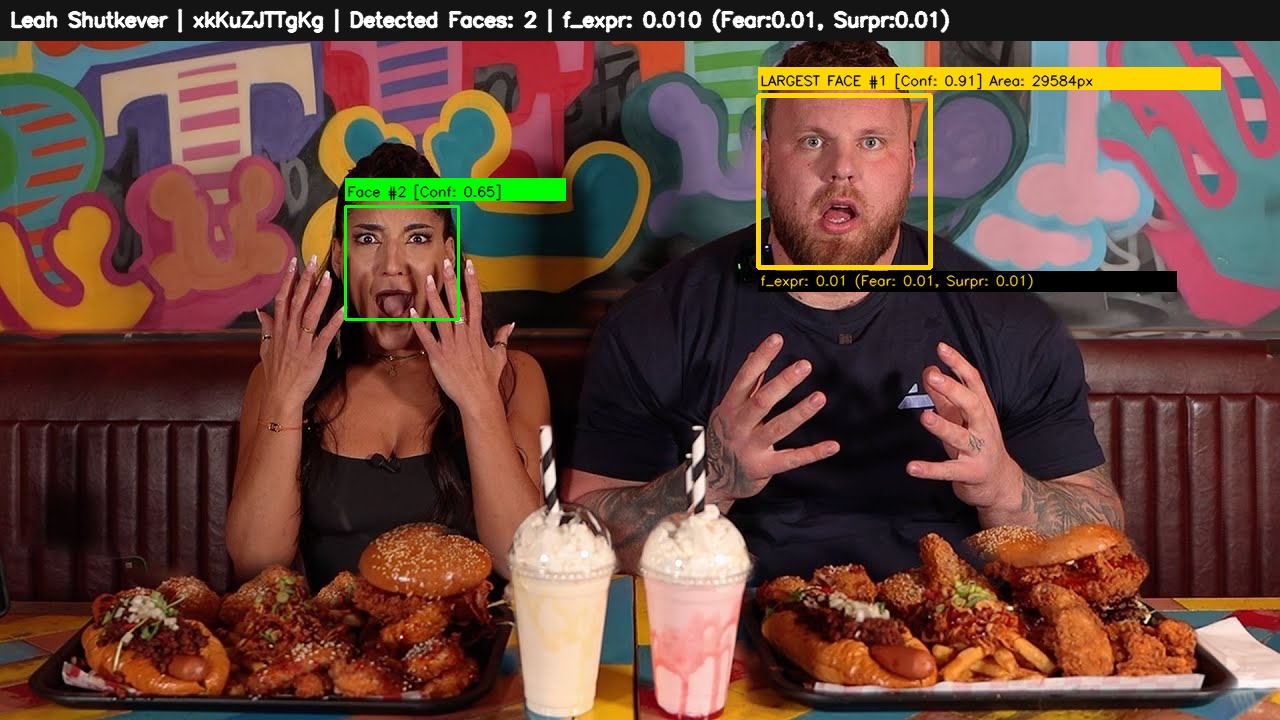 Leah Shutkever | xkKuZJTTgKg | Detected Faces: 2 | f_expr: 0.010 (Fear:0.01, Surpr:0.01)
LARGEST FACE #1 [Conf: 0.91] Area: 29584px
Face #2 [Conf: 0.65]
f_expr: 0.01 (Fear: 0.01, Surpr: 0.01)